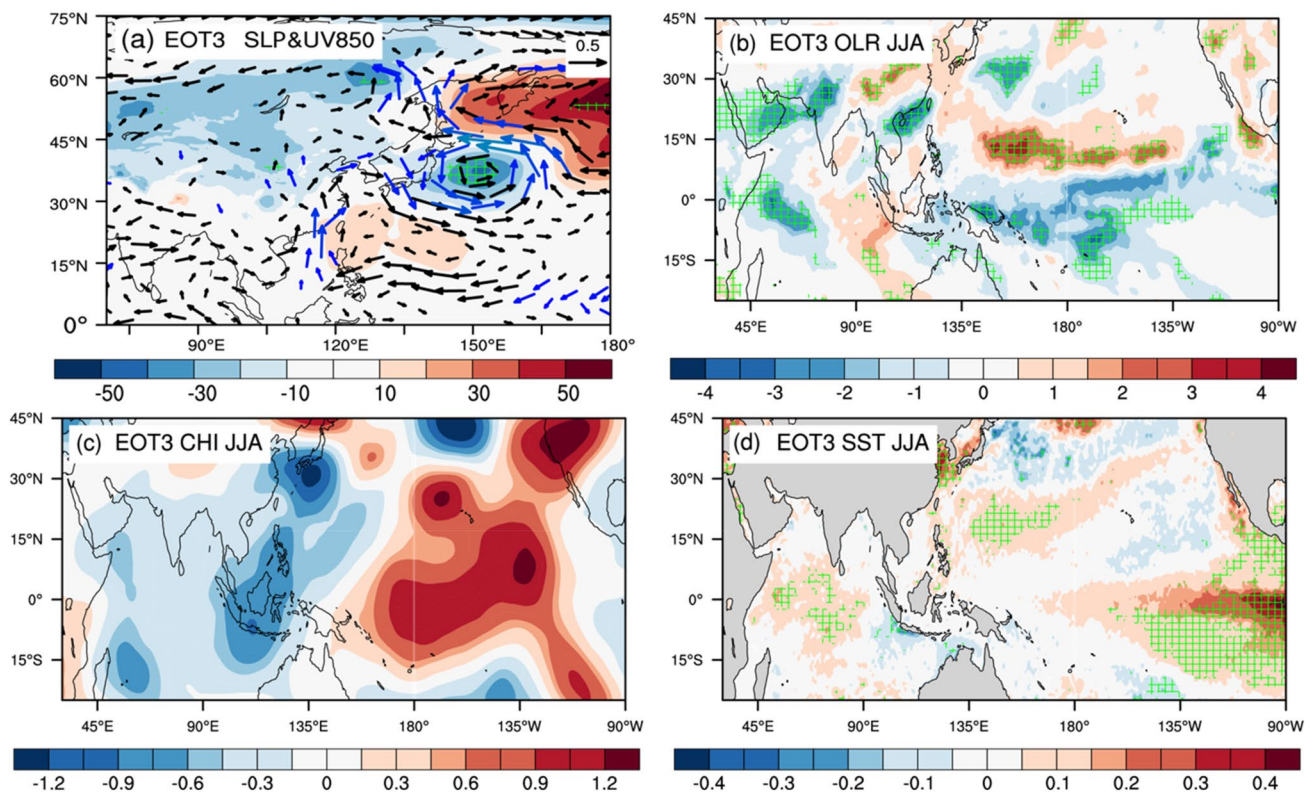 75°N
60°N
45°N
30°N
15°N
0°
(a) EOT3 SLP&UV850
0.5
90°E 120°E 150°E 180°
-50 -30 -10 10 30 50
45°N
30°N
15°N
0°
15°S
(b) EOT3 OLR JJA
45°E 90°E 135°E 180° 135°W 90°W
-4 -3 -2 -1 0 1 2 3 4
45°N
30°N
15°N
0°
15°S
(c) EOT3 CHI JJA
45°E 90°E 135°E 180° 135°W 90°W
-1.2 -0.9 -0.6 -0.3 0 0.3 0.6 0.9 1.2
45°N
30°N
15°N
0°
15°S
(d) EOT3 SST JJA
45°E 90°E 135°E 180° 135°W 90°W
-0.4 -0.3 -0.2 -0.1 0 0.1 0.2 0.3 0.4